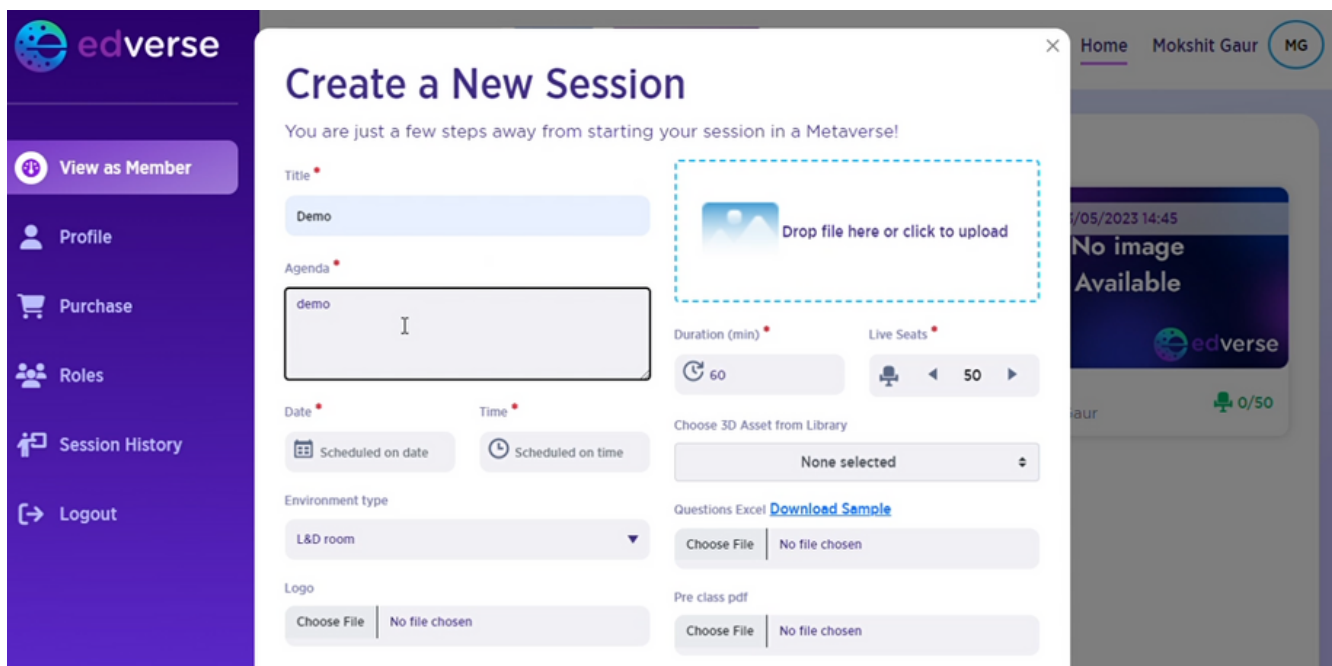 edverse
View as Member
Profile
Purchase
Roles
Session History
Logout
Home
Mokshit Gaur
MG
Create a New Session
You are just a few steps away from starting your session in a Metaverse!
Title *
Demo
Agenda *
demo
Date *
Time *
Scheduled on date
Scheduled on time
Environment type
L&D room
Logo
Choose File
No file chosen
Drop file here or click to upload
Duration (min) *
Live Seats *
60
50
Choose 3D Asset from Library
None selected
Questions Excel Download Sample
Choose File
No file chosen
Pre class pdf
Choose File
No file chosen
/05/2023 14:45
No image
Available
edverse
aur
0/50